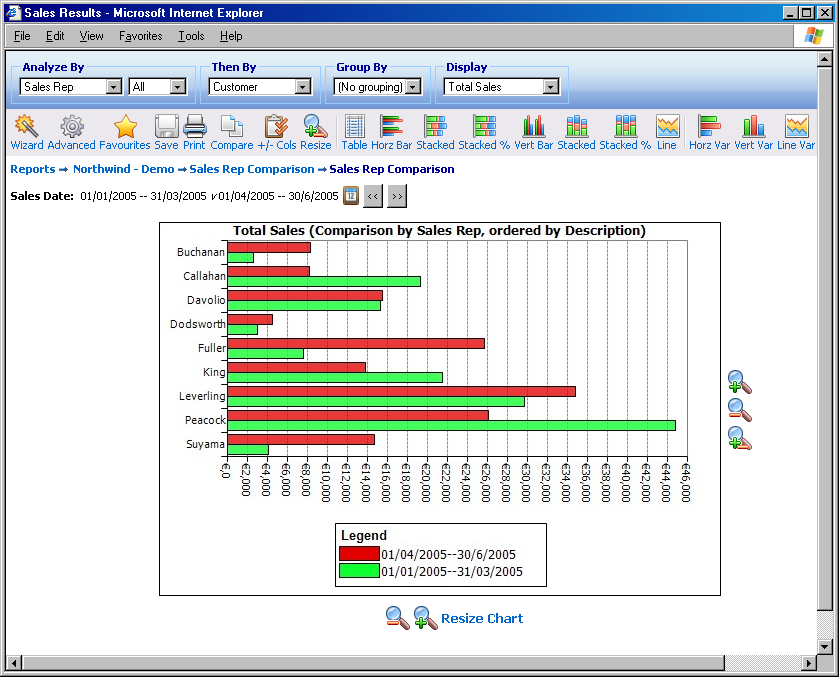 Sales Results - Microsoft Internet Explorer
File Edit View Favorites Tools Help
Analyze By Then By Group By Display
Sales Rep All Customer (No grouping) Total Sales
Wizard Advanced Favourites Save Print Compare +/- Cols Resize Table Horz Bar Stacked Stacked % Vert Bar Stacked Stacked % Line Horz Var Vert Var Line Var
Reports → Northwind - Demo → Sales Rep Comparison → Sales Rep Comparison
Sales Date: 01/01/2005 -- 31/03/2005 v 01/04/2005 -- 30/6/2005 12 << >>
Total Sales (Comparison by Sales Rep, ordered by Description)
Buchanan
Callahan
Davolio
Dodsworth
Fuller
King
Leverling
Peacock
Suyama
€,0 €2,000 €4,000 €6,000 €8,000 €10,000 €12,000 €14,000 €16,000 €18,000 €20,000 €22,000 €24,000 €26,000 €28,000 €30,000 €32,000 €34,000 €36,000 €38,000 €40,000 €42,000 €44,000 €46,000
Legend
01/04/2005--30/6/2005
01/01/2005--31/03/2005
Resize Chart